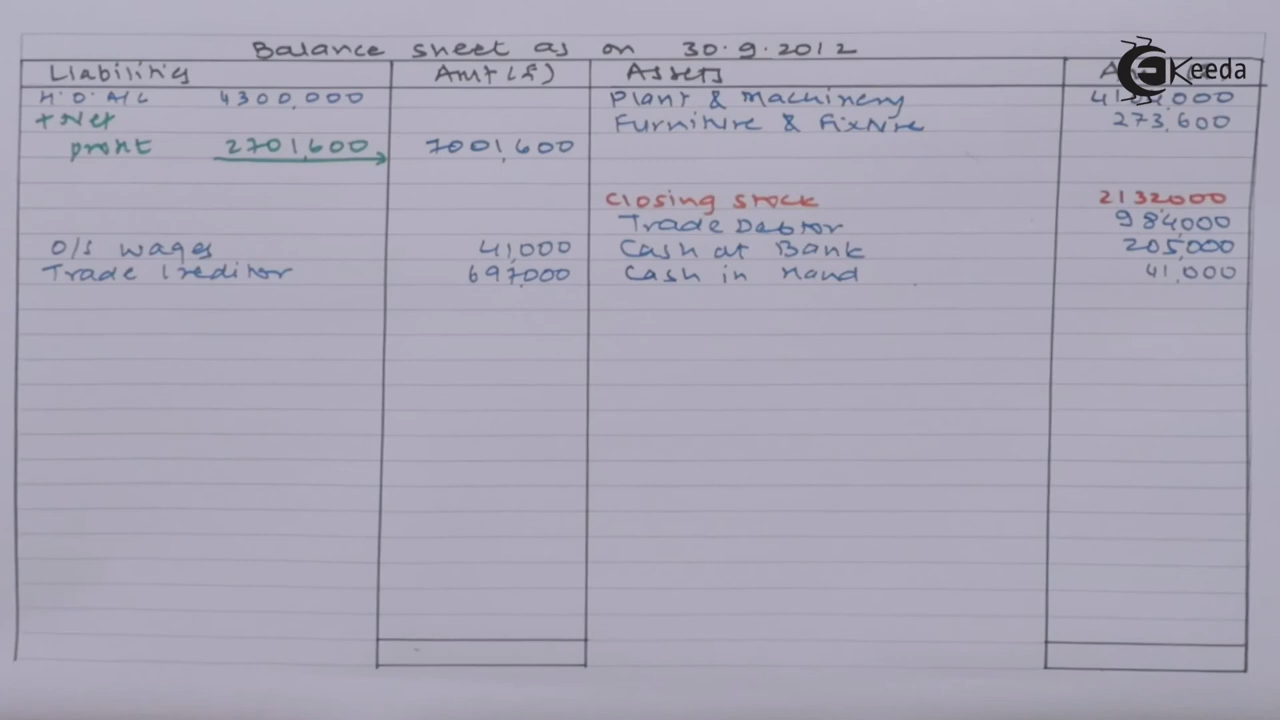 Balance sheet as on 30.9.2012
Liabilities Amt (₹) Assets
EKeeda
H.O. A/c 4300,000 Plant & Machinery
+ Net Furniture & Fixture 273,600
profit 2701,600 7001,600
Closing stock 2132000
Trade Debtor 984000
O/S wages 41,000 Cash at Bank 205,000
Trade Creditor 697,000 Cash in Hand 41,000